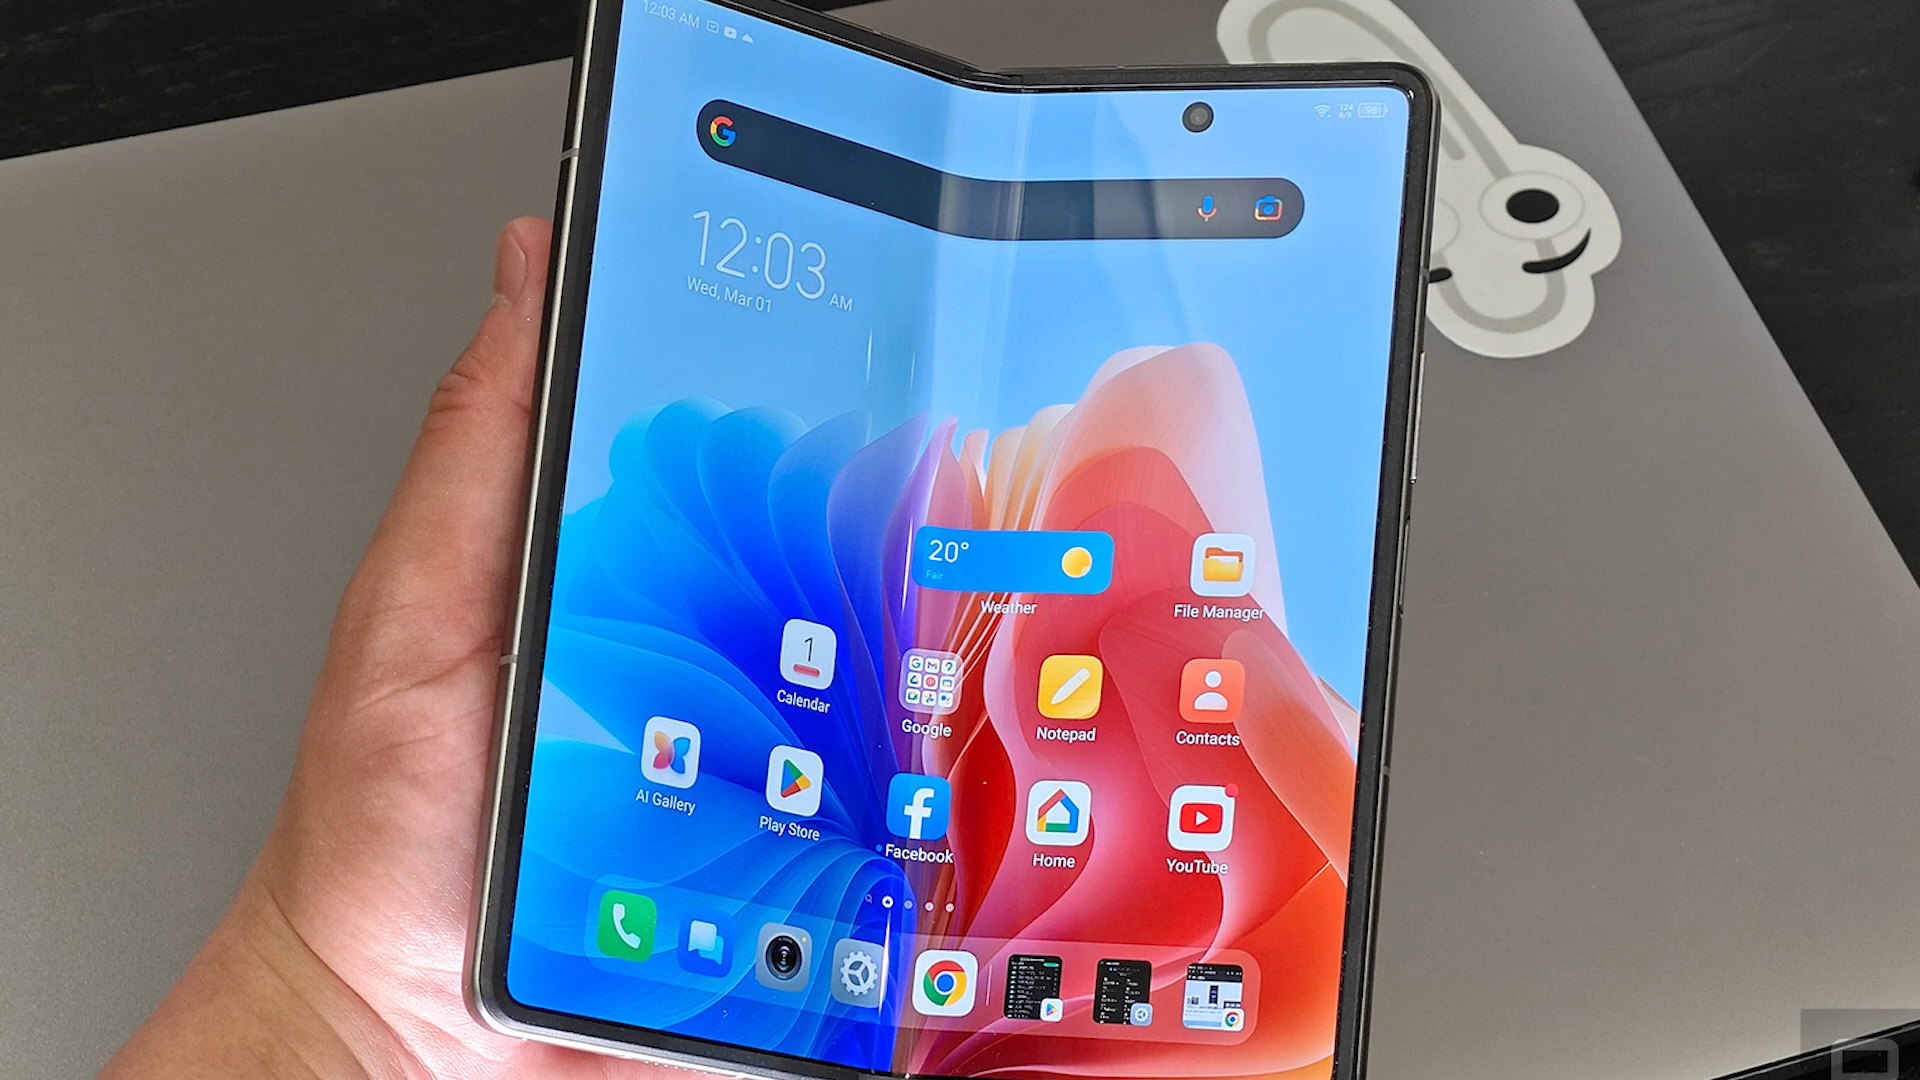 12:03 AM
12:03 AM
Wed, Mar 01
20°
Fair
Weather
File Manager
1
Calendar
Google
Notepad
Contacts
AI Gallery
Play Store
Facebook
Home
YouTube